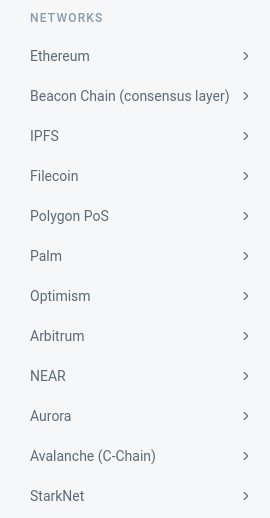 NETWORKS
Ethereum
Beacon Chain (consensus layer)
IPFS
Filecoin
Polygon PoS
Palm
Optimism
Arbitrum
NEAR
Aurora
Avalanche (C-Chain)
StarkNet